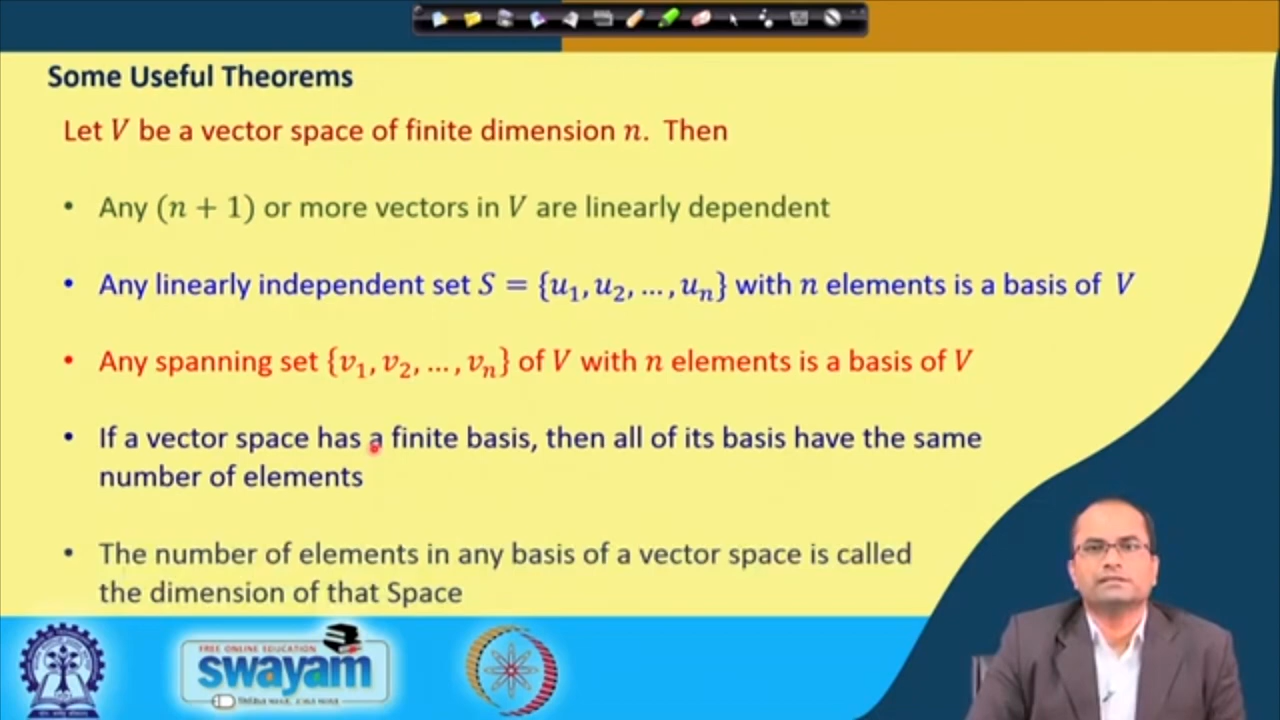 Some Useful Theorems
Let V be a vector space of finite dimension n. Then
• Any (n + 1) or more vectors in V are linearly dependent
• Any linearly independent set S = {u₁, u₂, …, uₙ} with n elements is a basis of V
• Any spanning set {v₁, v₂, …, vₙ} of V with n elements is a basis of V
• If a vector space has a finite basis, then all of its basis have the same
number of elements
• The number of elements in any basis of a vector space is called
the dimension of that Space
FREE ONLINE EDUCATION
swayam